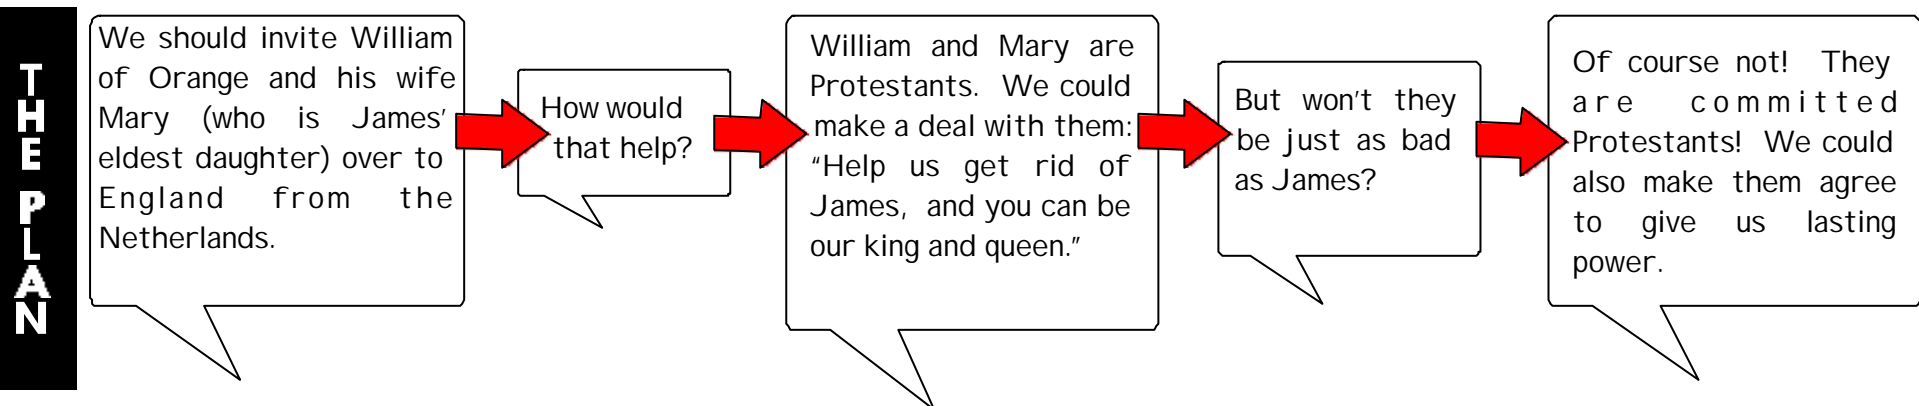 THE PLAN
We should invite William
of Orange and his wife
Mary (who is James'
eldest daughter) over to
England from the
Netherlands.
How would
that help?
William and Mary are
Protestants. We could
make a deal with them:
“Help us get rid of
James, and you can be
our king and queen.”
But won't they
be just as bad
as James?
Of course not! They
are committed
Protestants! We could
also make them agree
to give us lasting
power.